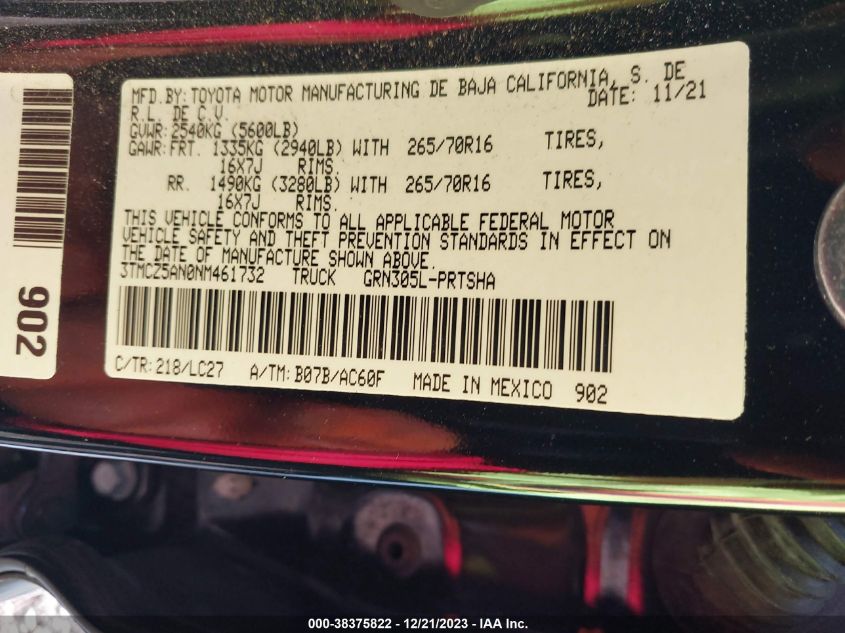 MFD.BY:TOYOTA MOTOR MANUFACTURING DE BAJA CALIFORNIA, S. DE
R.L. DE C.V. DATE: 11/21
GVWR:2540KG (5600LB)
GAWR:FRT. 1335KG (2940LB) WITH 265/70R16 TIRES,
16X7J RIMS.
RR. 1490KG (3280LB) WITH 265/70R16 TIRES,
16X7J RIMS.
THIS VEHICLE CONFORMS TO ALL APPLICABLE FEDERAL MOTOR
VEHICLE SAFETY AND THEFT PREVENTION STANDARDS IN EFFECT ON
THE DATE OF MANUFACTURE SHOWN ABOVE.
3TMCZ5AN0NM461732 TRUCK GRN305L-PRTSHA
C/TR:218/LC27 A/TM:B07B/AC60F MADE IN MEXICO 902
902
000-38375822 - 12/21/2023 - IAA Inc.